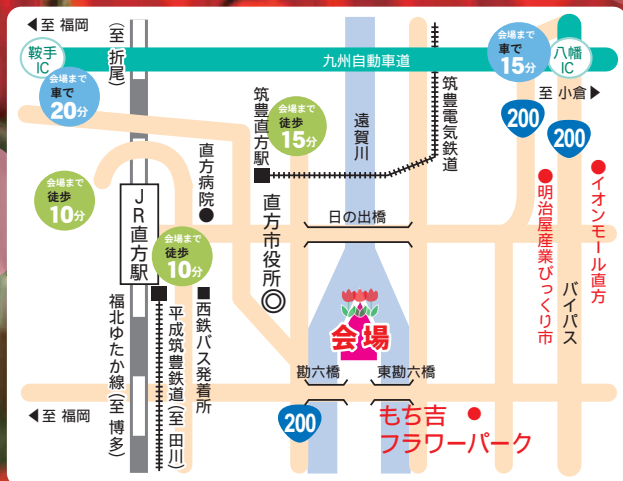 ◀至 福岡
(至 折尾)
鞍手
IC
会場まで
車で
20分
九州自動車道
会場まで
車で
15分
八幡
IC
至 小倉▶
200
200
筑豊電気鉄道
遠賀川
会場まで
徒歩
15分
筑豊直方駅
直方病院
会場まで
徒歩
10分
JR直方駅
会場まで
徒歩
10分
直方市役所
日の出橋
イオンモール直方
明治屋産業びっくり市
バイパス
西鉄バス発着所
平成筑豊鉄道(至 田川)
福北ゆたか線(至 博多)
会場
勘六橋
東勘六橋
◀至 福岡
200
もち吉
フラワーパーク